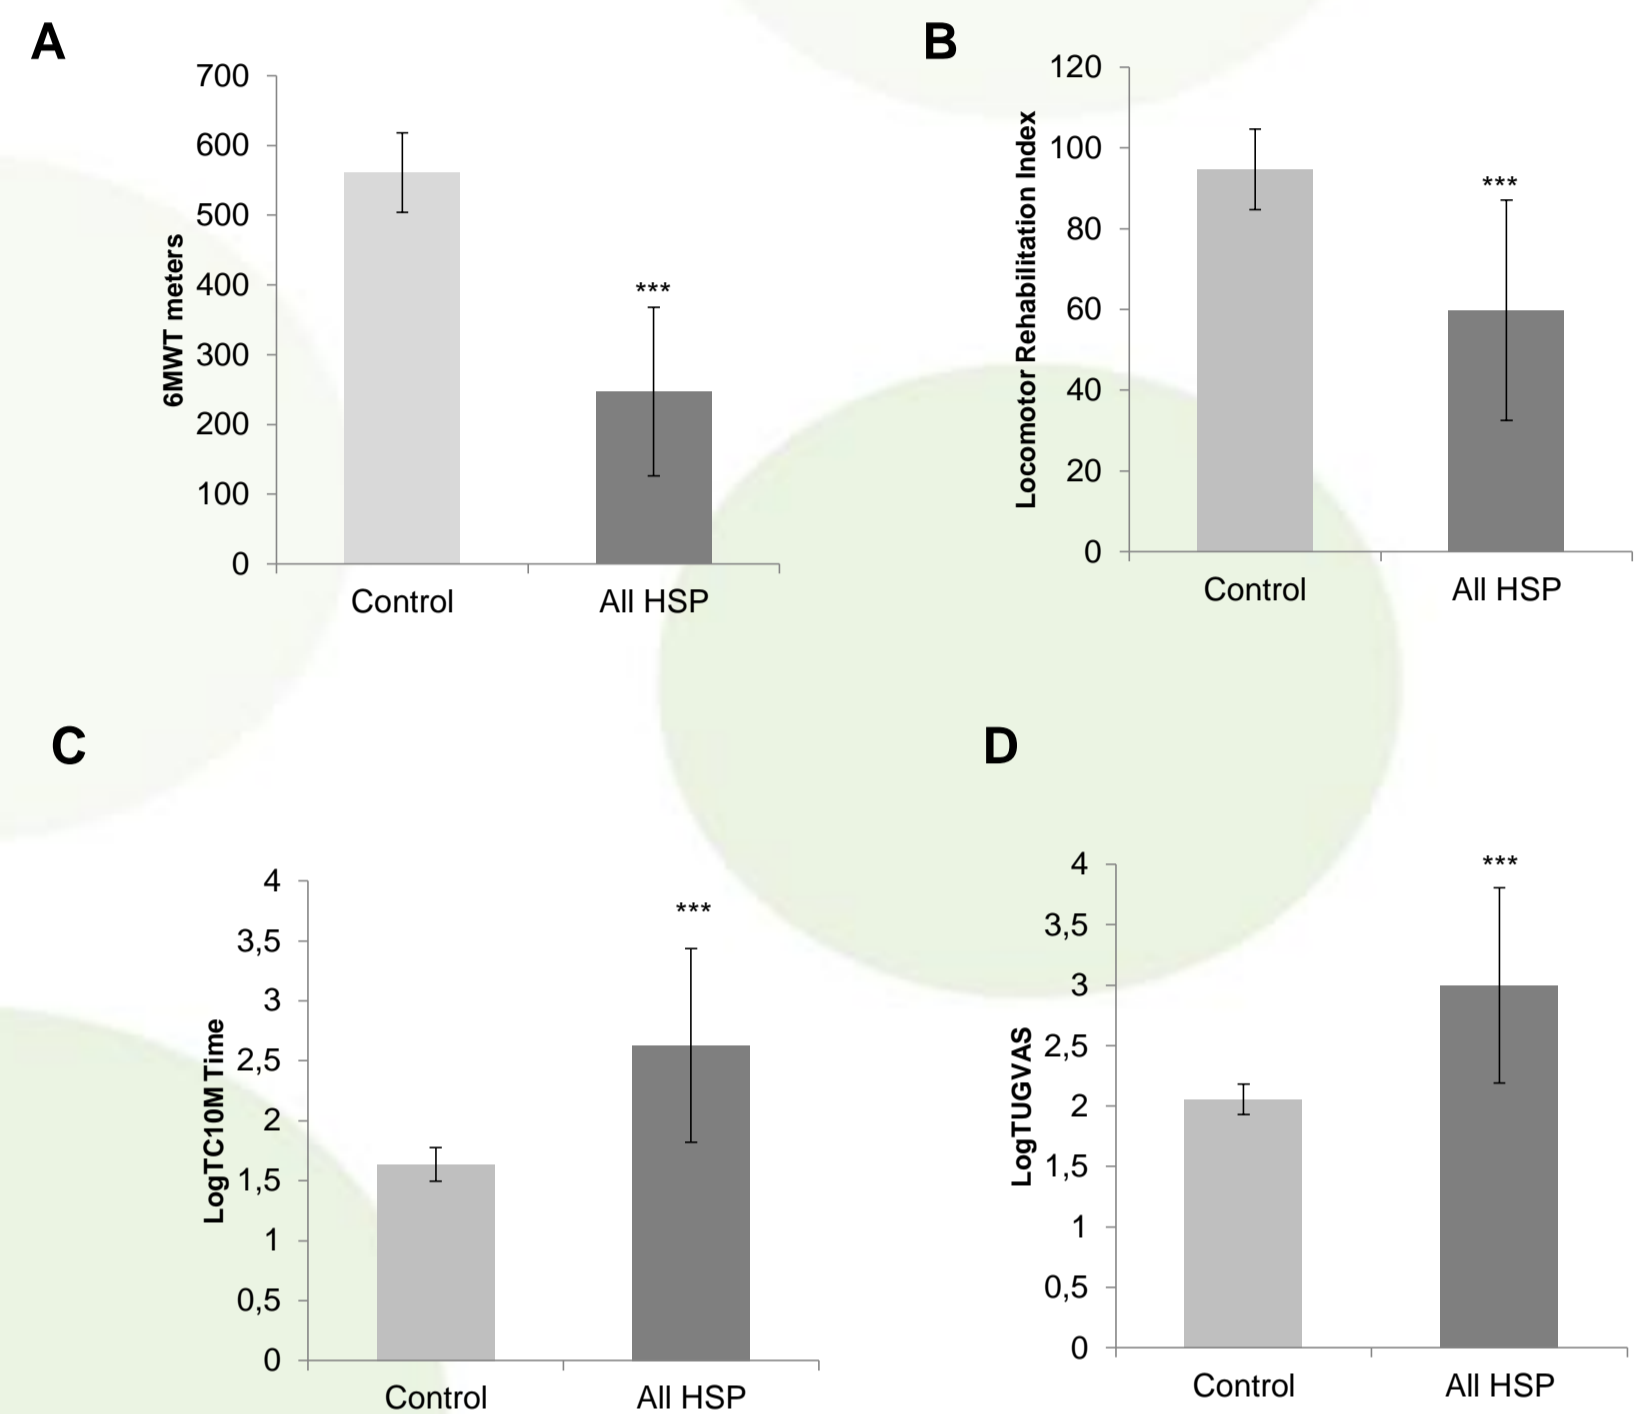 A
6MWT meters
700
600
500
400
300
200
100
0
***
Control
All HSP
B
Locomotor Rehabilitation Index
120
100
80
60
40
20
0
***
Control
All HSP
C
LogTC10M Time
4
3,5
3
2,5
2
1,5
1
0,5
0
***
Control
All HSP
D
LogTUGVAS
4
3,5
3
2,5
2
1,5
1
0,5
0
***
Control
All HSP